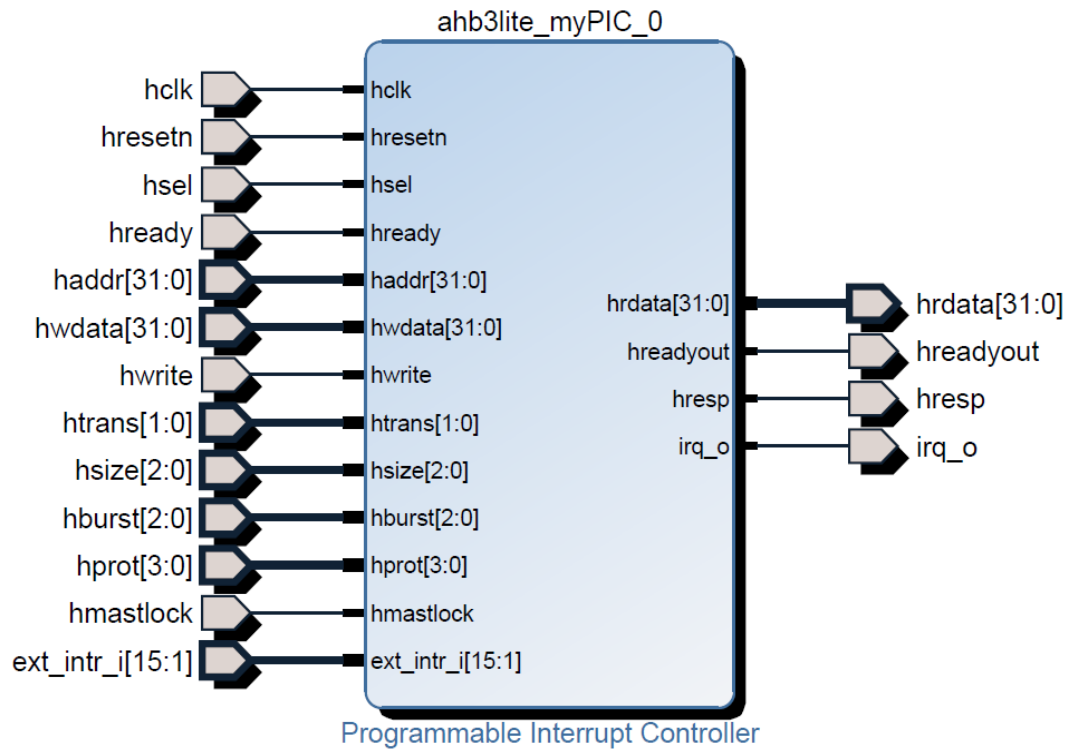 ahb3lite_myPIC_0
hclk hclk
hresetn hresetn
hsel hsel
hready hready
haddr[31:0] haddr[31:0]
hrdata[31:0] hrdata[31:0]
hwdata[31:0] hwdata[31:0]
hreadyout hreadyout
hwrite hwrite
hresp hresp
htrans[1:0] htrans[1:0]
irq_o irq_o
hsize[2:0] hsize[2:0]
hburst[2:0] hburst[2:0]
hprot[3:0] hprot[3:0]
hmastlock hmastlock
ext_intr_i[15:1] ext_intr_i[15:1]
Programmable Interrupt Controller